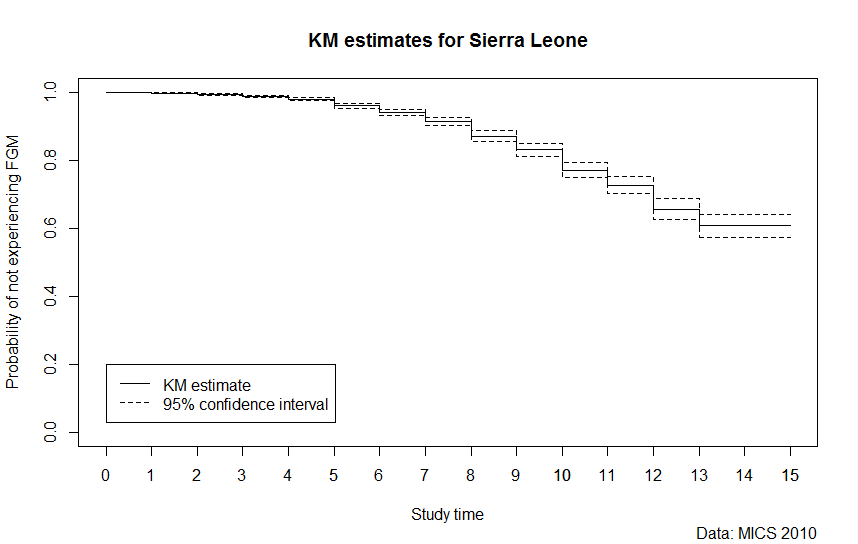 KM estimates for Sierra Leone
Probability of not experiencing FGM
1.0
0.8
0.6
0.4
0.2
0.0
KM estimate
95% confidence interval
0 1 2 3 4 5 6 7 8 9 10 11 12 13 14 15
Study time
Data: MICS 2010